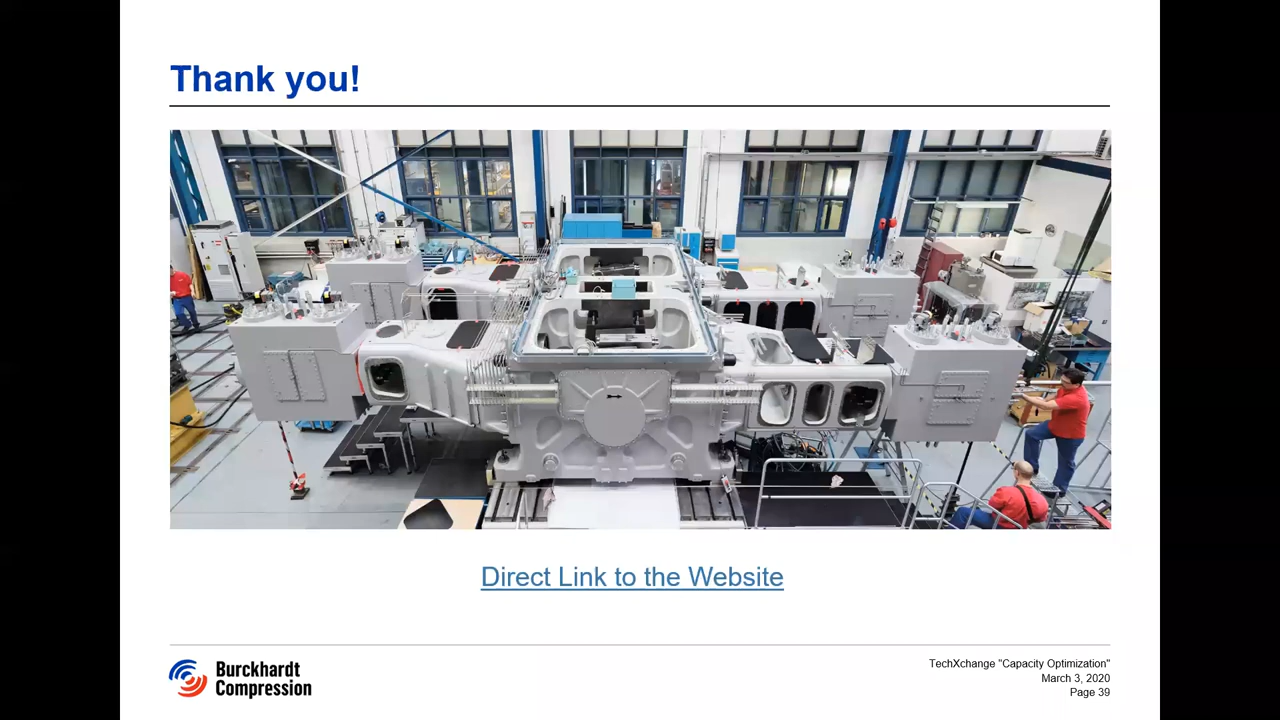 Thank you!
Direct Link to the Website
Burckhardt
Compression
TechXchange "Capacity Optimization"
March 3, 2020
Page 39